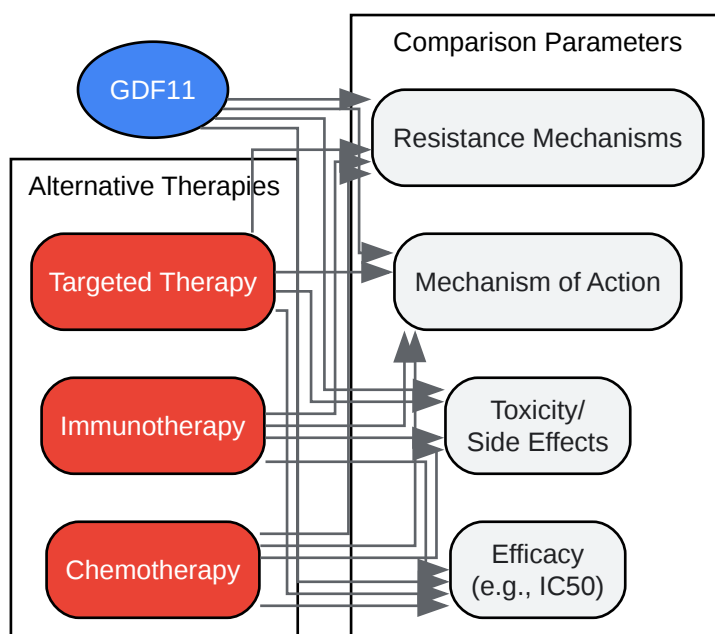 GDF11
Comparison Parameters
Resistance Mechanisms
Alternative Therapies
Targeted Therapy
Mechanism of Action
Immunotherapy
Toxicity/
Side Effects
Chemotherapy
Efficacy
(e.g., IC50)